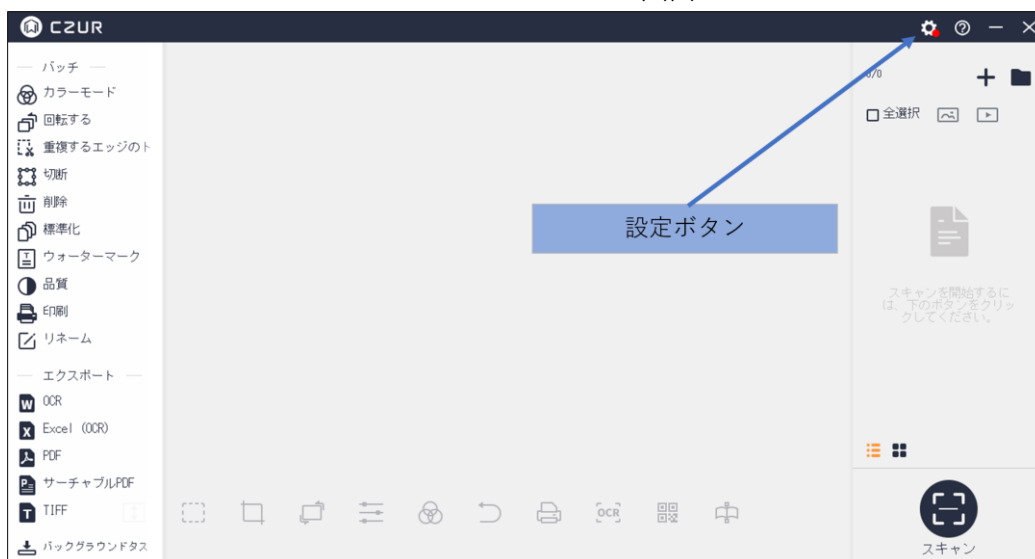 CZUR
バッチ
カラーモード
回転する
重複するエッジのト
切断
削除
標準化
ウォーターマーク
品質
印刷
リネーム
エクスポート
OCR
Excel (OCR)
PDF
サーチャブルPDF
TIFF
バックグラウンドタス
設定ボタン
OCR
0/0
全選択
スキャンを開始するに
は、下のボタンをクリッ
クしてください。
スキャン